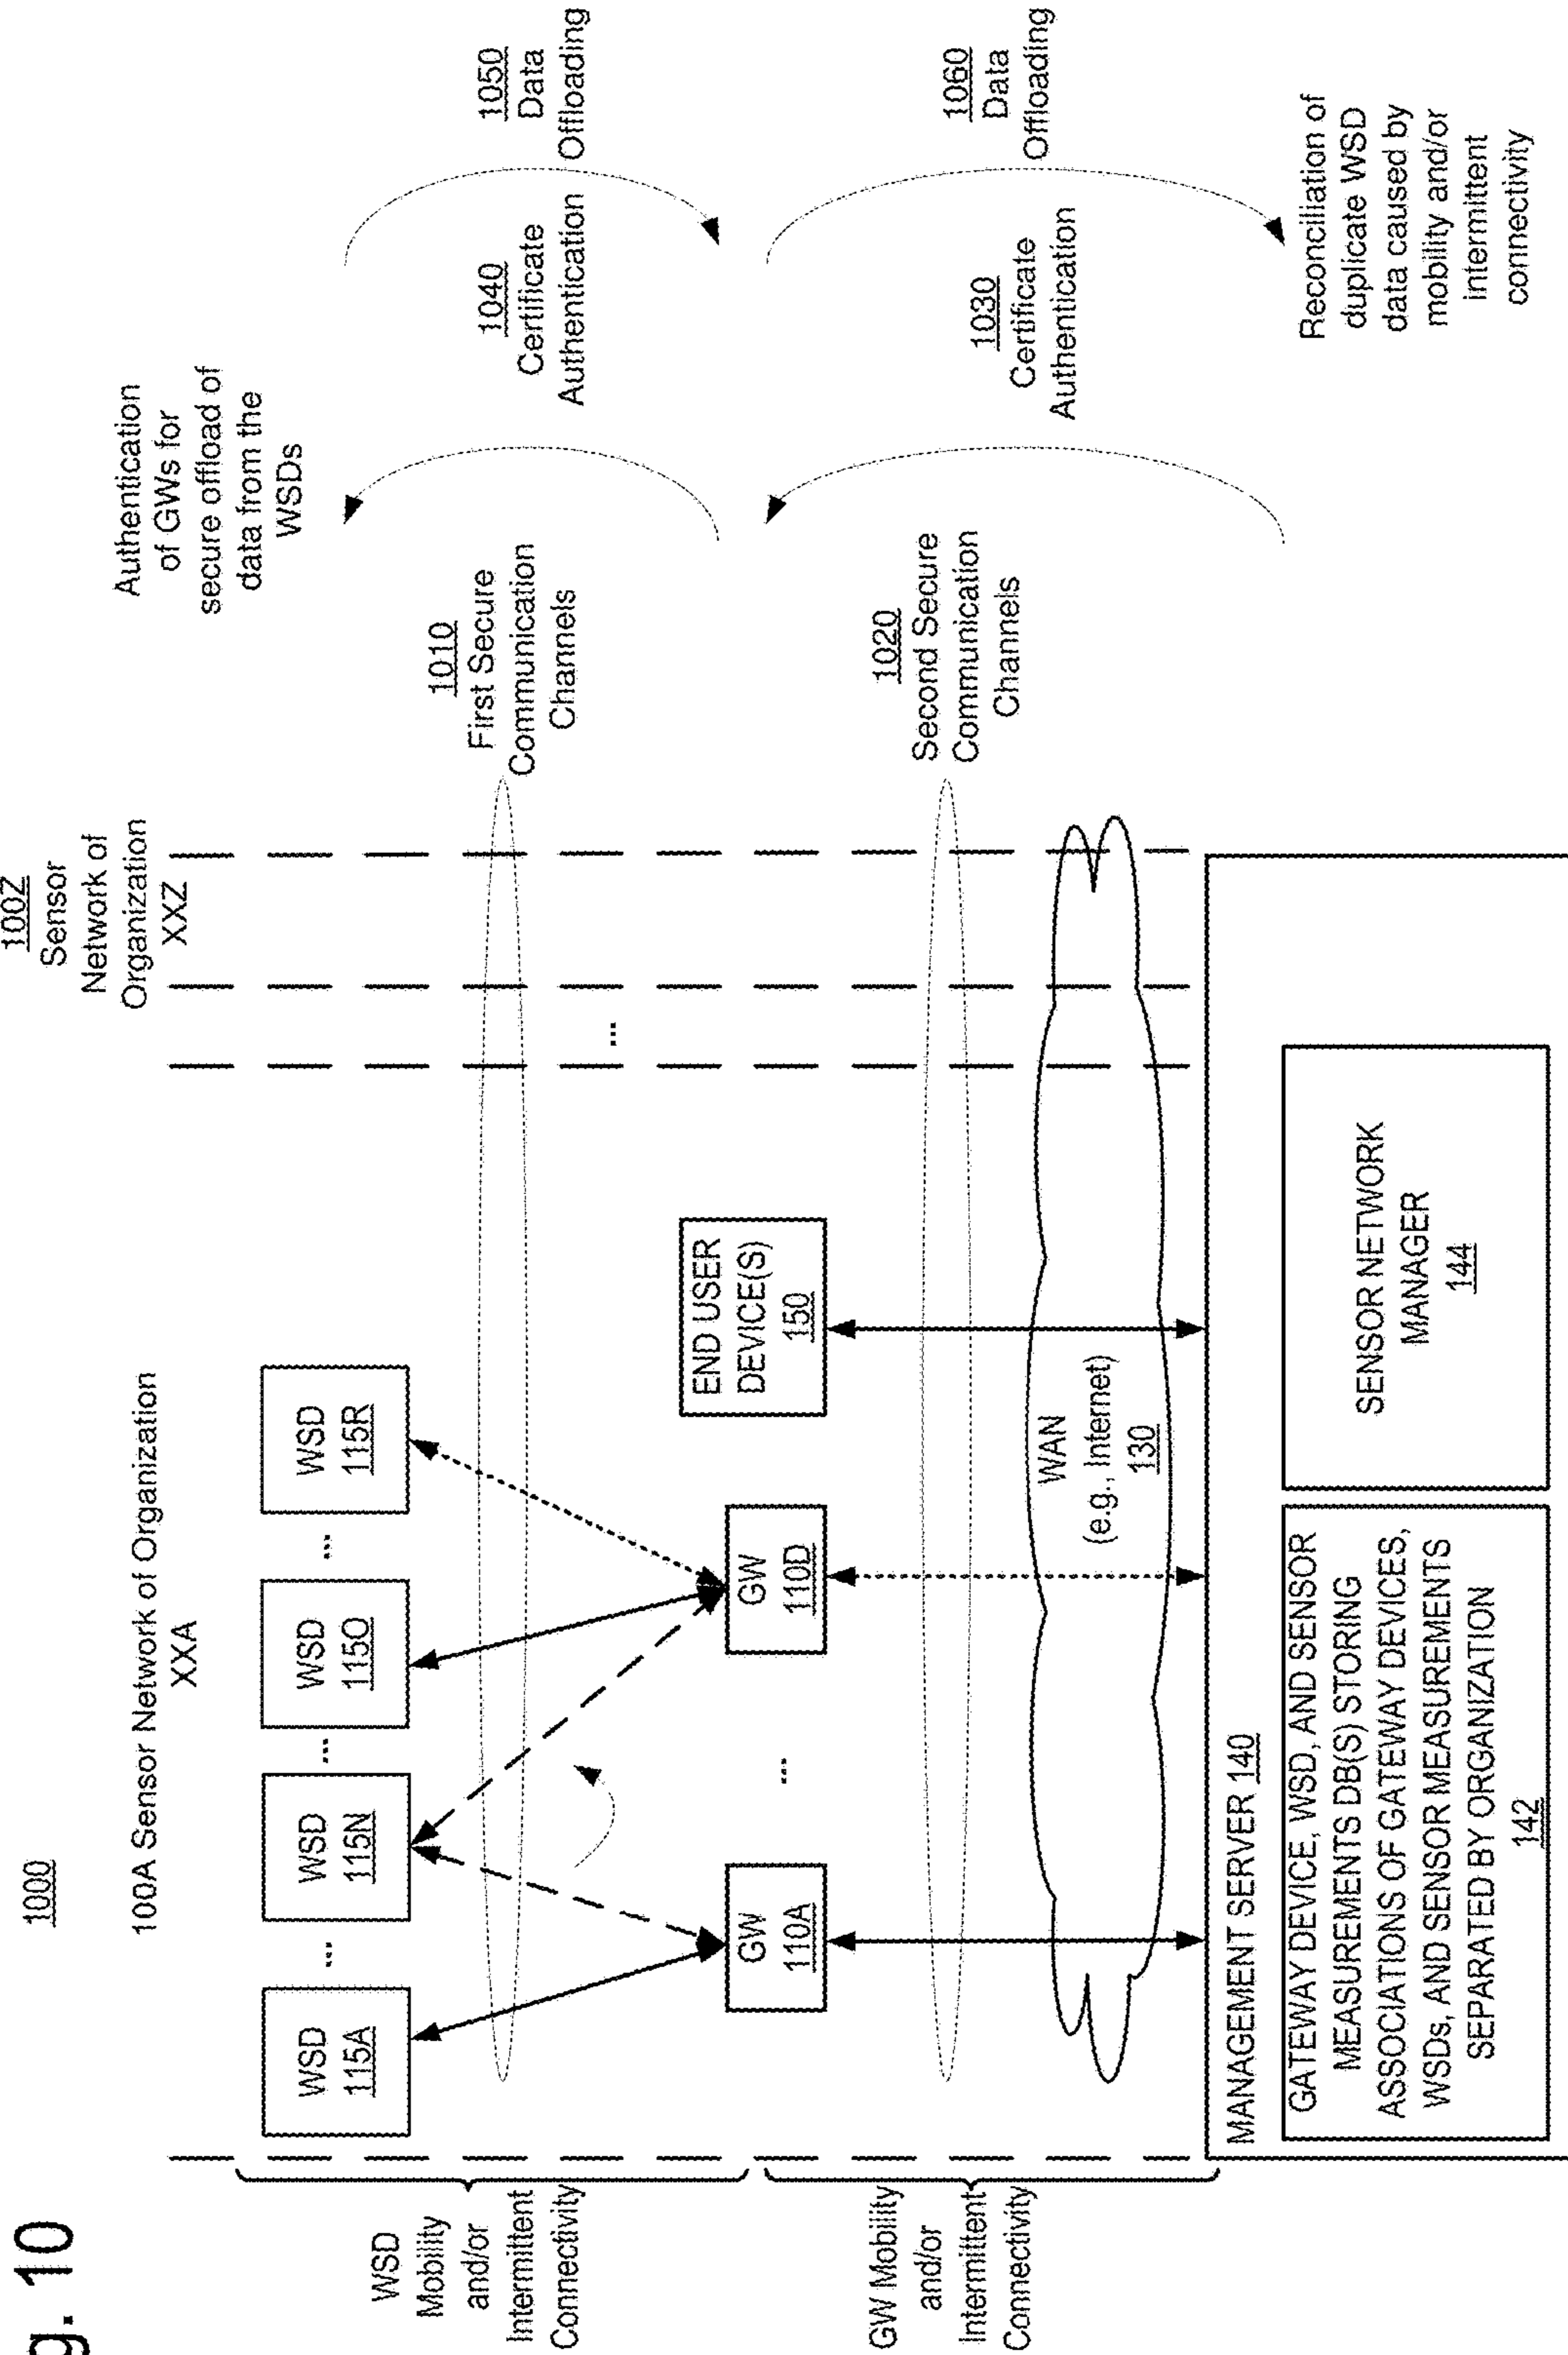 g. 10
1000
100A Sensor Network of Organization
XXA
100Z
Sensor
Network of
Organization
XXZ
WSD
Mobility
and/or
Intermittent
Connectivity
GW Mobility
and/or
Intermittent
Connectivity
WSD
115A
...
WSD
115N
...
WSD
115O
...
WSD
115R
GW
110A
...
GW
110D
END USER
DEVICE(S)
150
...
WAN
(e.g., Internet)
130
MANAGEMENT SERVER 140
GATEWAY DEVICE, WSD, AND SENSOR
MEASUREMENTS DB(S) STORING
ASSOCIATIONS OF GATEWAY DEVICES,
WSDs, AND SENSOR MEASUREMENTS
SEPARATED BY ORGANIZATION
142
SENSOR NETWORK
MANAGER
144
1010
First Secure
Communication
Channels
1020
Second Secure
Communication
Channels
Authentication
of GWs for
secure offload of
data from the
WSDs
1040
Certificate
Authentication
1030
Certificate
Authentication
1050
Data
Offloading
1060
Data
Offloading
Reconciliation of
duplicate WSD
data caused by
mobility and/or
intermittent
connectivity